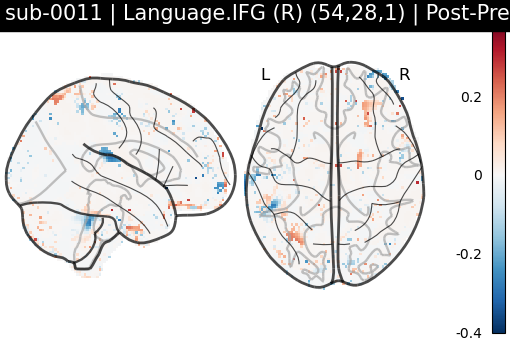 sub-0011 | Language.IFG (R) (54,28,1) | Post-Pre
L
R
0.2
0
-0.2
-0.4